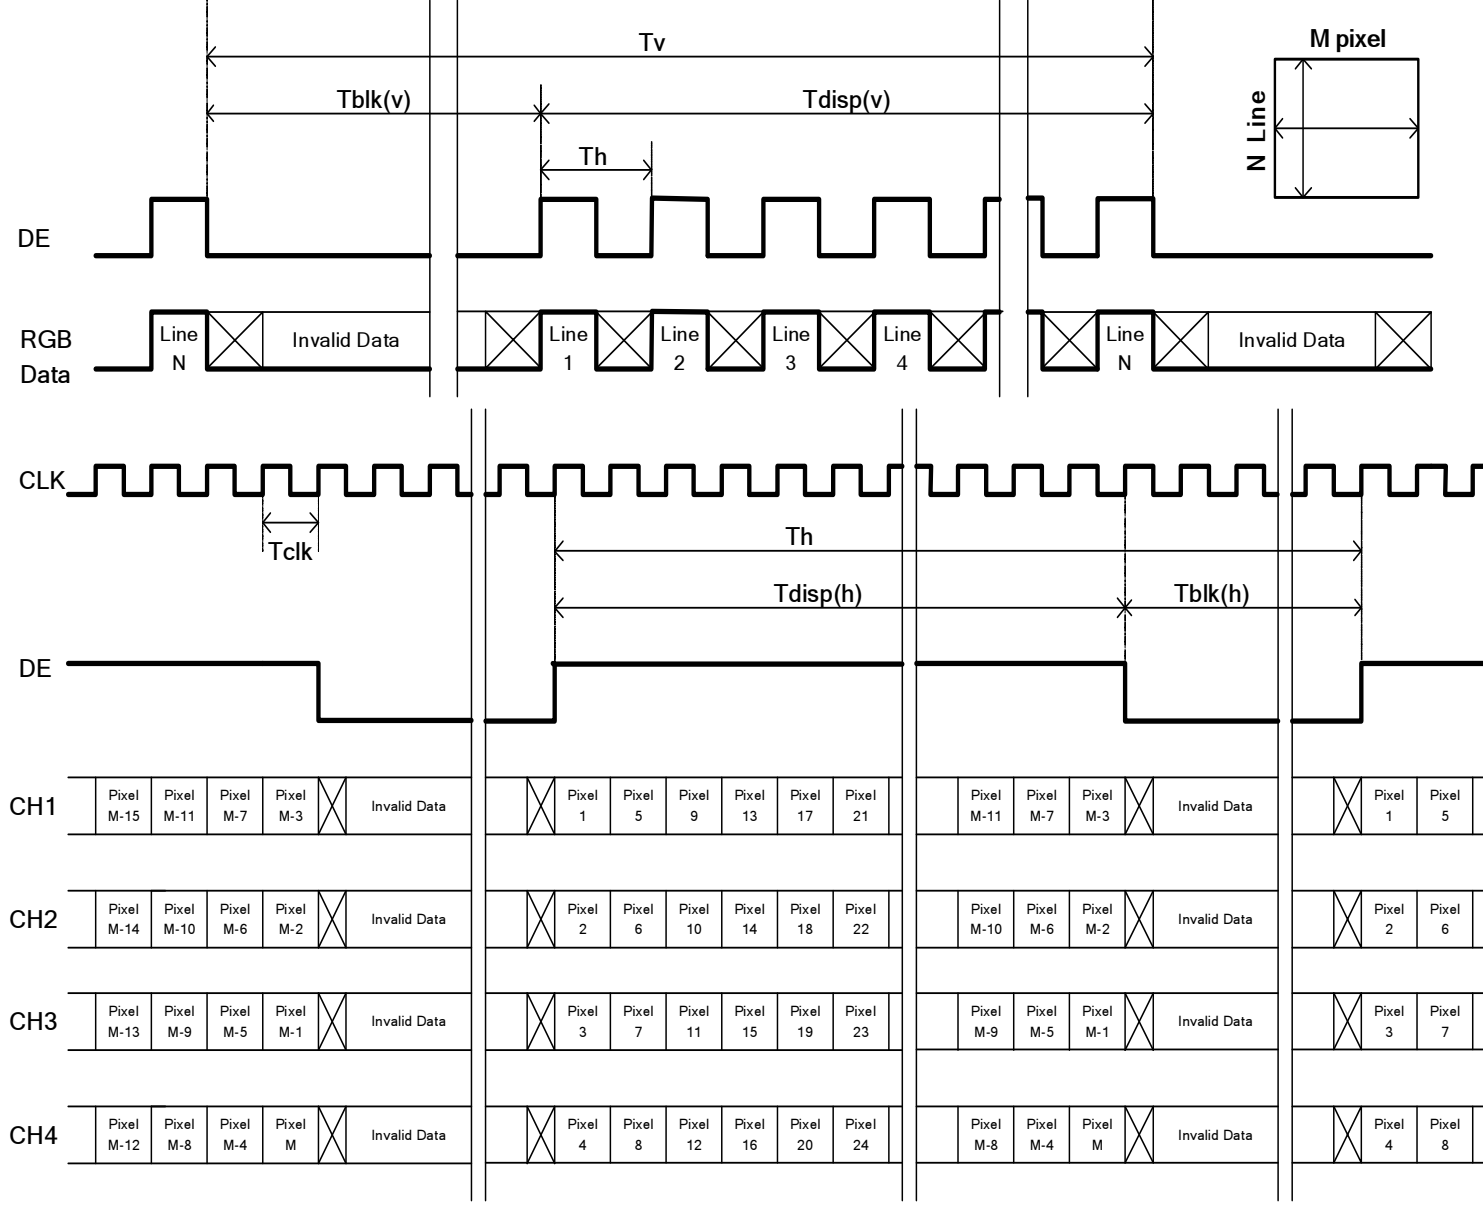 Tv
M pixel
Tblk(v)
Tdisp(v)
N Line
Th
DE
RGB
Data
Line
N
Invalid Data
Line
1
Line
2
Line
3
Line
4
Line
N
Invalid Data
CLK
Tclk
Th
Tdisp(h)
Tblk(h)
DE
CH1
Pixel Pixel Pixel Pixel
M-15 M-11 M-7 M-3
Invalid Data
Pixel Pixel Pixel Pixel Pixel Pixel
1 5 9 13 17 21
Pixel Pixel Pixel
M-11 M-7 M-3
Invalid Data
Pixel Pixel
1 5
CH2
Pixel Pixel Pixel Pixel
M-14 M-10 M-6 M-2
Invalid Data
Pixel Pixel Pixel Pixel Pixel Pixel
2 6 10 14 18 22
Pixel Pixel Pixel
M-10 M-6 M-2
Invalid Data
Pixel Pixel
2 6
CH3
Pixel Pixel Pixel Pixel
M-13 M-9 M-5 M-1
Invalid Data
Pixel Pixel Pixel Pixel Pixel Pixel
3 7 11 15 19 23
Pixel Pixel Pixel
M-9 M-5 M-1
Invalid Data
Pixel Pixel
3 7
CH4
Pixel Pixel Pixel Pixel
M-12 M-8 M-4 M
Invalid Data
Pixel Pixel Pixel Pixel Pixel Pixel
4 8 12 16 20 24
Pixel Pixel Pixel
M-8 M-4 M
Invalid Data
Pixel Pixel
4 8